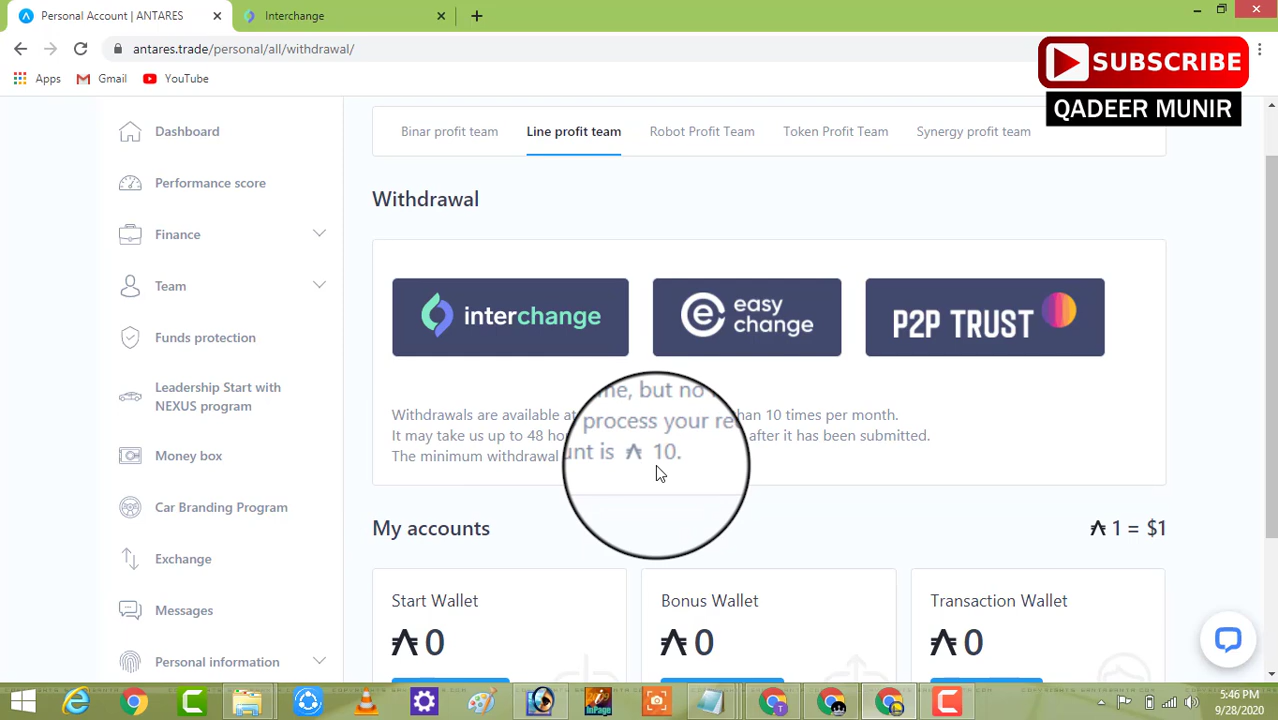 Personal Account | ANTARES
Interchange
antares.trade/personal/all/withdrawal/
Apps
Gmail
YouTube
SUBSCRIBE
QADEER MUNIR
Dashboard
Performance score
Finance
Team
Funds protection
Leadership Start with
NEXUS program
Money box
Car Branding Program
Exchange
Messages
Personal information
Binar profit team
Line profit team
Robot Profit Team
Token Profit Team
Synergy profit team
Withdrawal
interchange
easy
change
P2P TRUST
me, but no
Withdrawals are available at process your re han 10 times per month.
It may take us up to 48 ho after it has been submitted.
The minimum withdrawal unt is 10.
My accounts
1 = $1
Start Wallet
0
Bonus Wallet
0
Transaction Wallet
0
5:46 PM
9/28/2020